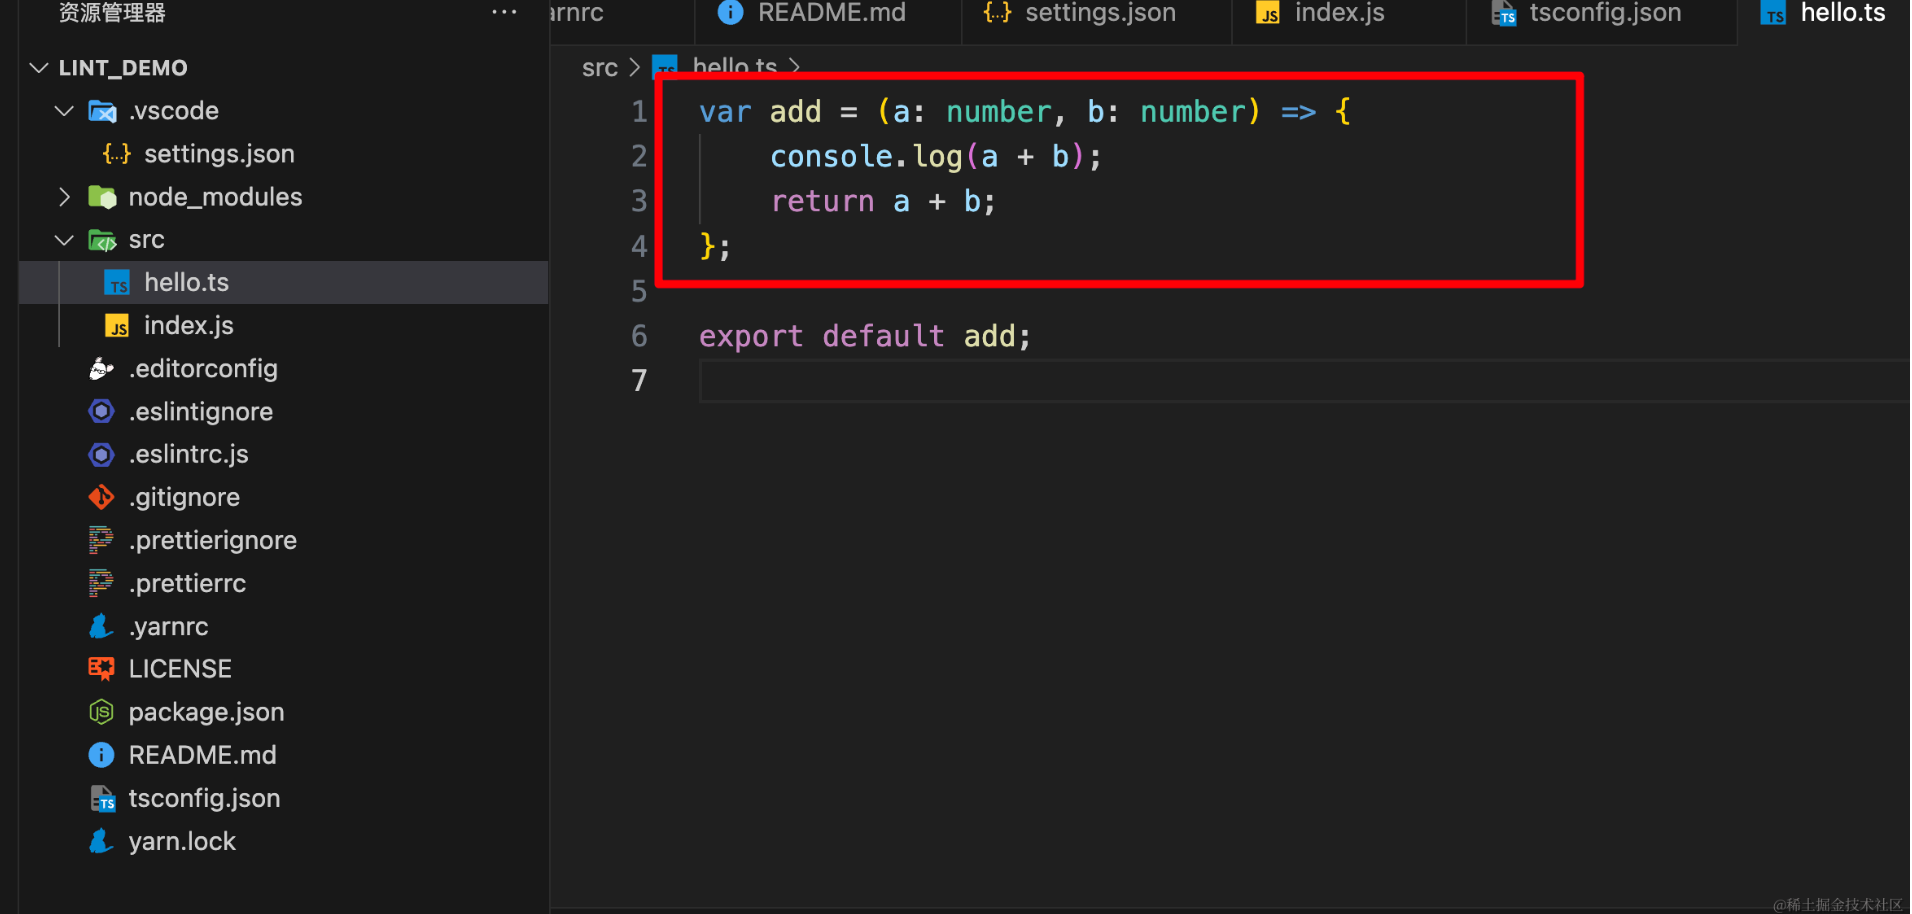 资源管理器 ···
LINT_DEMO
.vscode
settings.json
node_modules
src
hello.ts
index.js
.editorconfig
.eslintignore
.eslintrc.js
.gitignore
.prettierignore
.prettierrc
.yarnrc
LICENSE
package.json
README.md
tsconfig.json
yarn.lock
arnrc README.md settings.json index.js tsconfig.json hello.ts
src > hello.ts >
1 var add = (a: number, b: number) => {
2 console.log(a + b);
3 return a + b;
4 };
5
6 export default add;
7
@稀土掘金技术社区